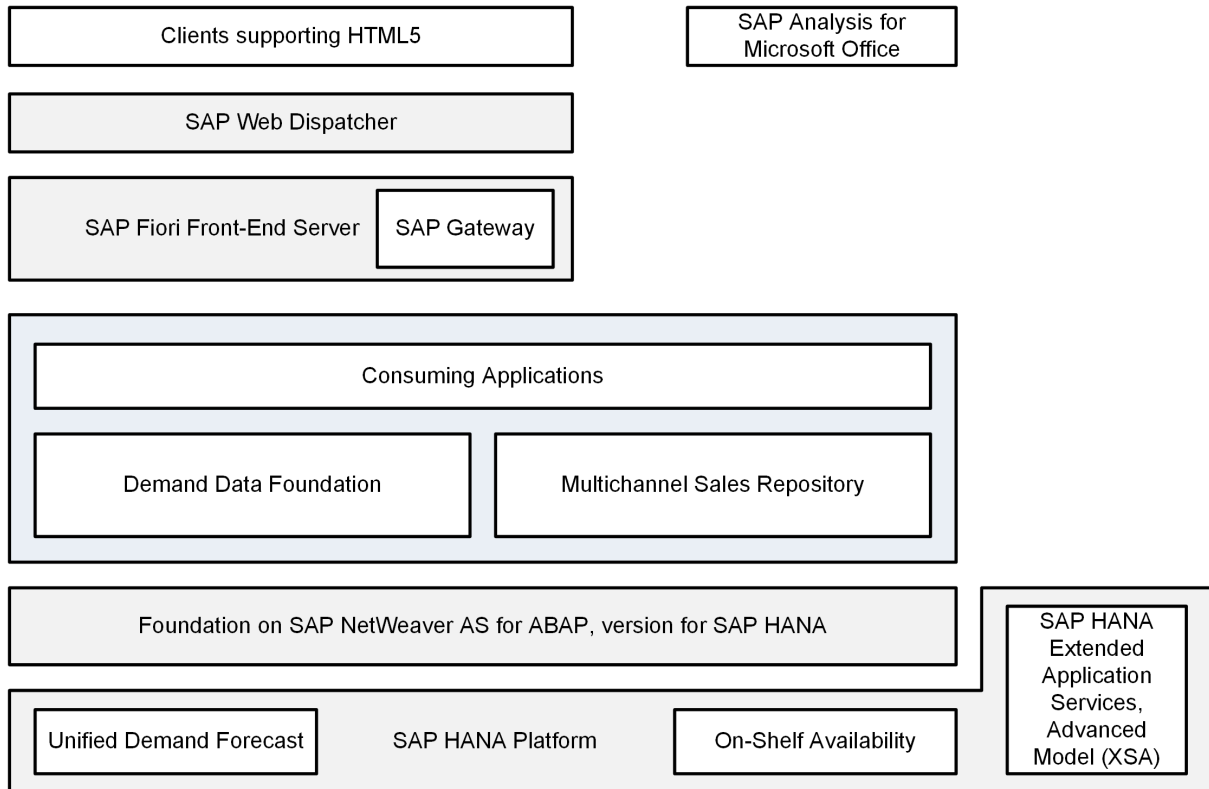 Clients supporting HTML5
SAP Analysis for
Microsoft Office
SAP Web Dispatcher
SAP Fiori Front-End Server
SAP Gateway
Consuming Applications
Demand Data Foundation
Multichannel Sales Repository
Foundation on SAP NetWeaver AS for ABAP, version for SAP HANA
SAP HANA
Extended
Application
Services,
Advanced
Model (XSA)
Unified Demand Forecast
SAP HANA Platform
On-Shelf Availability